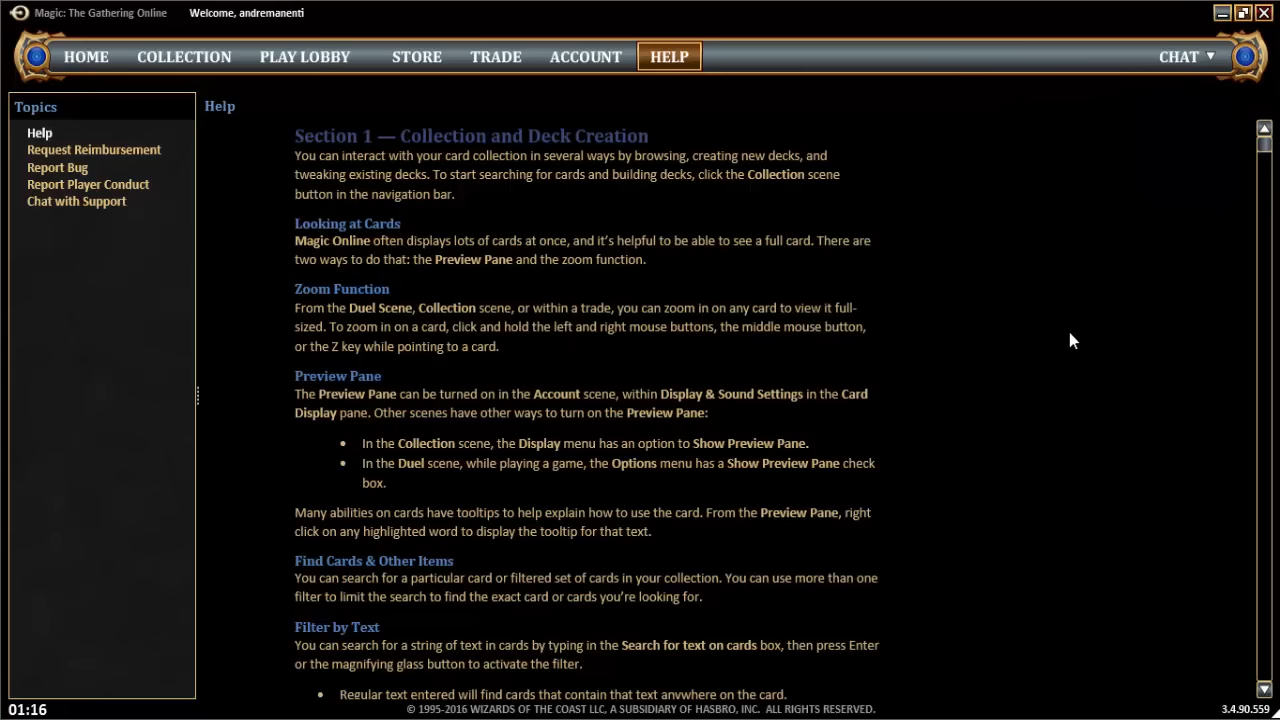 Magic: The Gathering Online
Welcome, andremanenti
HOME COLLECTION PLAY LOBBY STORE TRADE ACCOUNT HELP CHAT
Topics
Help
Request Reimbursement
Report Bug
Report Player Conduct
Chat with Support
Help
Section 1 — Collection and Deck Creation
You can interact with your card collection in several ways by browsing, creating new decks, and
tweaking existing decks. To start searching for cards and building decks, click the Collection scene
button in the navigation bar.
Looking at Cards
Magic Online often displays lots of cards at once, and it's helpful to be able to see a full card. There are
two ways to do that: the Preview Pane and the zoom function.
Zoom Function
From the Duel Scene, Collection scene, or within a trade, you can zoom in on any card to view it full-
sized. To zoom in on a card, click and hold the left and right mouse buttons, the middle mouse button,
or the Z key while pointing to a card.
Preview Pane
The Preview Pane can be turned on in the Account scene, within Display & Sound Settings in the Card
Display pane. Other scenes have other ways to turn on the Preview Pane:
• In the Collection scene, the Display menu has an option to Show Preview Pane.
• In the Duel scene, while playing a game, the Options menu has a Show Preview Pane check
box.
Many abilities on cards have tooltips to help explain how to use the card. From the Preview Pane, right
click on any highlighted word to display the tooltip for that text.
Find Cards & Other Items
You can search for a particular card or filtered set of cards in your collection. You can use more than one
filter to limit the search to find the exact card or cards you're looking for.
Filter by Text
You can search for a string of text in cards by typing in the Search for text on cards box, then press Enter
or the magnifying glass button to activate the filter.
• Regular text entered will find cards that contain that text anywhere on the card.
01:16
© 1995-2016 WIZARDS OF THE COAST LLC, A SUBSIDIARY OF HASBRO, INC. ALL RIGHTS RESERVED.
3.4.90.559